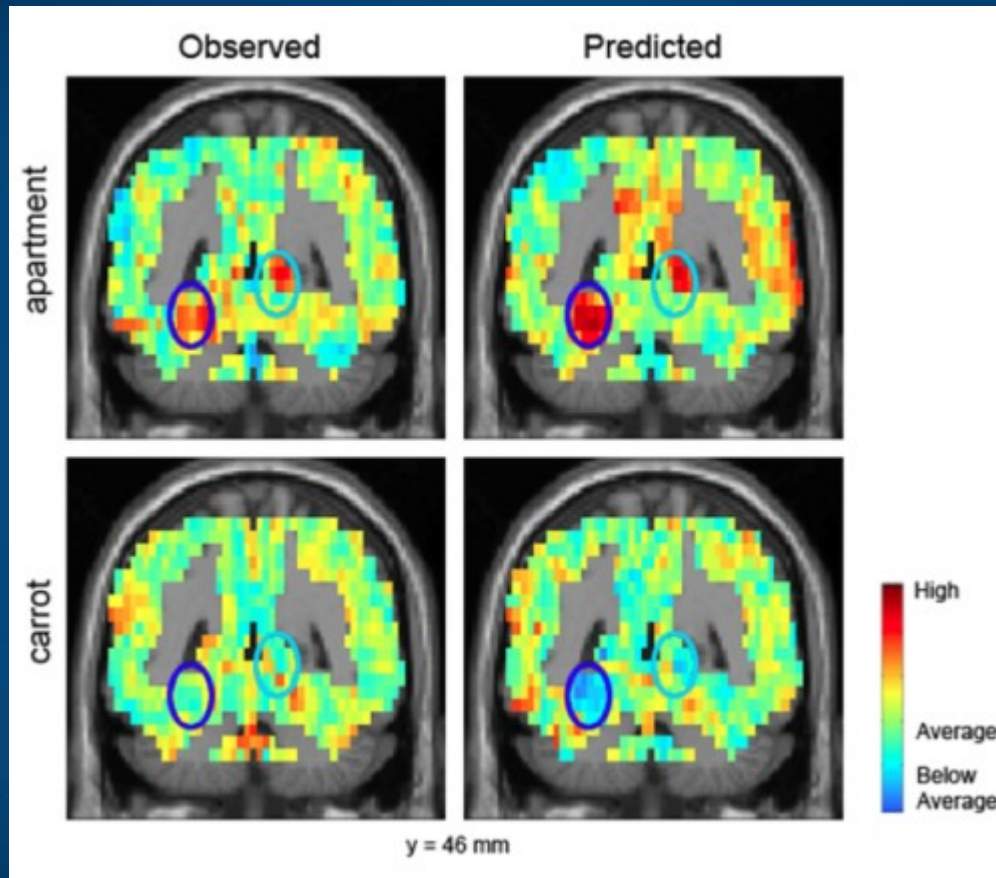 Observed
Predicted
apartment
carrot
High
Average
Below
Average
y = 46 mm